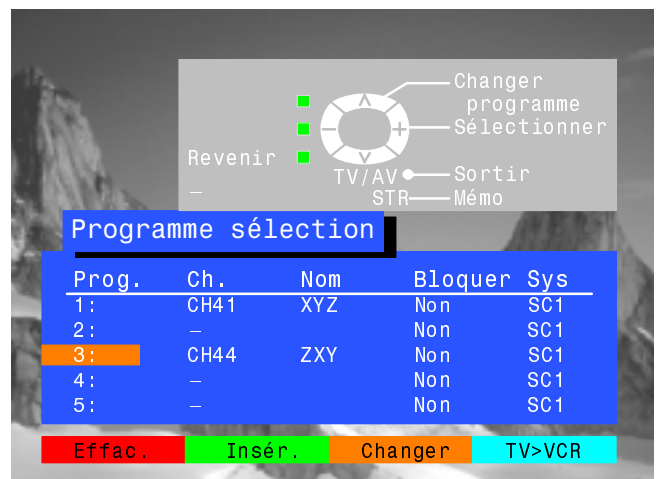 Changer
programme
Sélectionner
Revenir
TV/AV Sortir
– STR Mémo
Programme sélection
Prog. Ch. Nom Bloquer Sys
1: CH41 XYZ Non SC1
2: – Non SC1
3: CH44 ZXY Non SC1
4: – Non SC1
5: – Non SC1
Effac. Insér. Changer TV>VCR